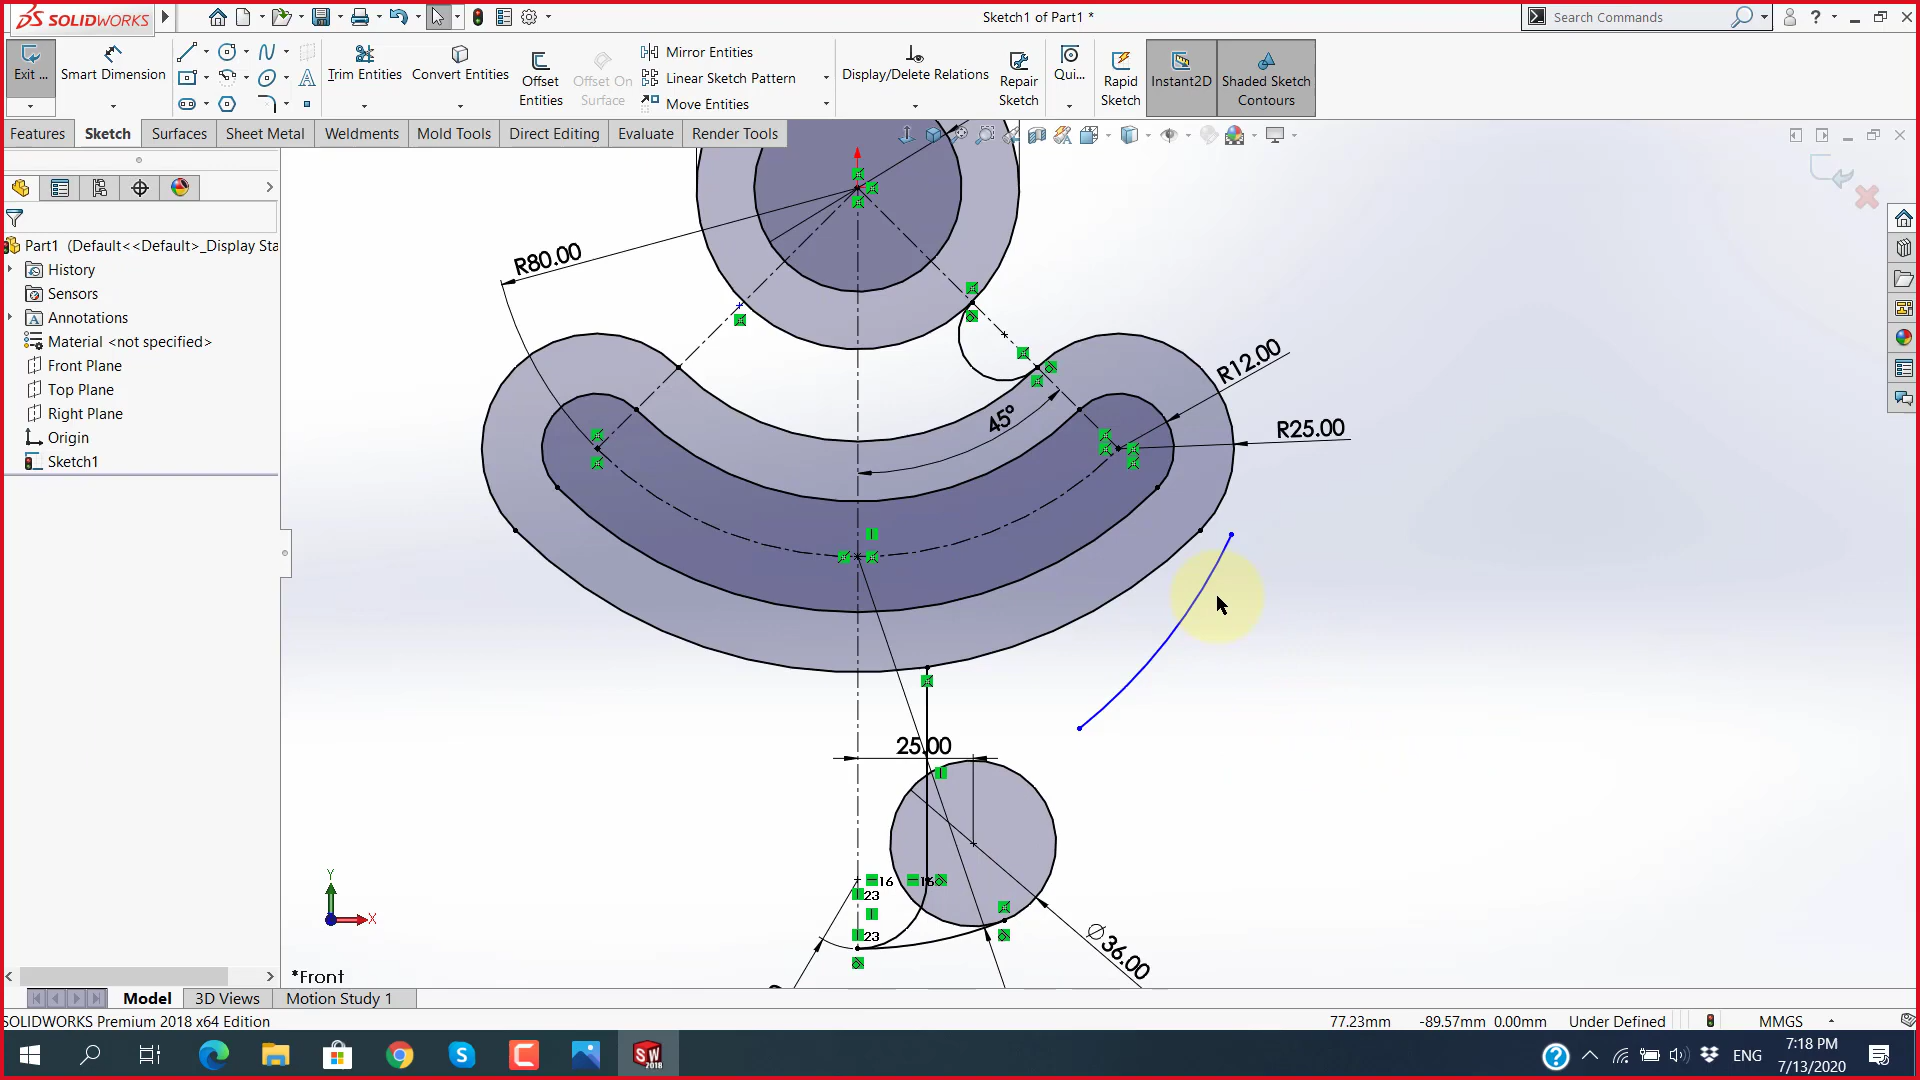 SOLIDWORKS
Sketch1 of Part1 *
Search Commands
Exit ...
Smart Dimension
Trim Entities
Convert Entities
Offset
Entities
Offset On
Surface
Mirror Entities
Linear Sketch Pattern
Move Entities
Display/Delete Relations
Repair
Sketch
Qui...
Rapid
Sketch
Instant2D
Shaded Sketch
Contours
Features
Sketch
Surfaces
Sheet Metal
Weldments
Mold Tools
Direct Editing
Evaluate
Render Tools
Part1 (Default<<Default>_Display Sta
History
Sensors
Annotations
Material <not specified>
Front Plane
Top Plane
Right Plane
Origin
Sketch1
R80.00
R12.00
R25.00
45°
25.00
16
16
23
23
Ø36.00
Y
X
*Front
Model
3D Views
Motion Study 1
SOLIDWORKS Premium 2018 x64 Edition
77.23mm
-89.57mm
0.00mm
Under Defined
MMGS
SW
2018
ENG
7:18 PM
7/13/2020